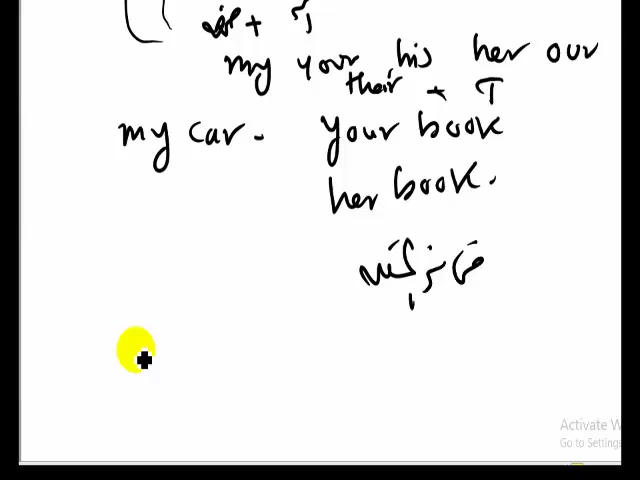 my your his her our
their + T
my car. your book
her book.
Activate W
Go to Settings